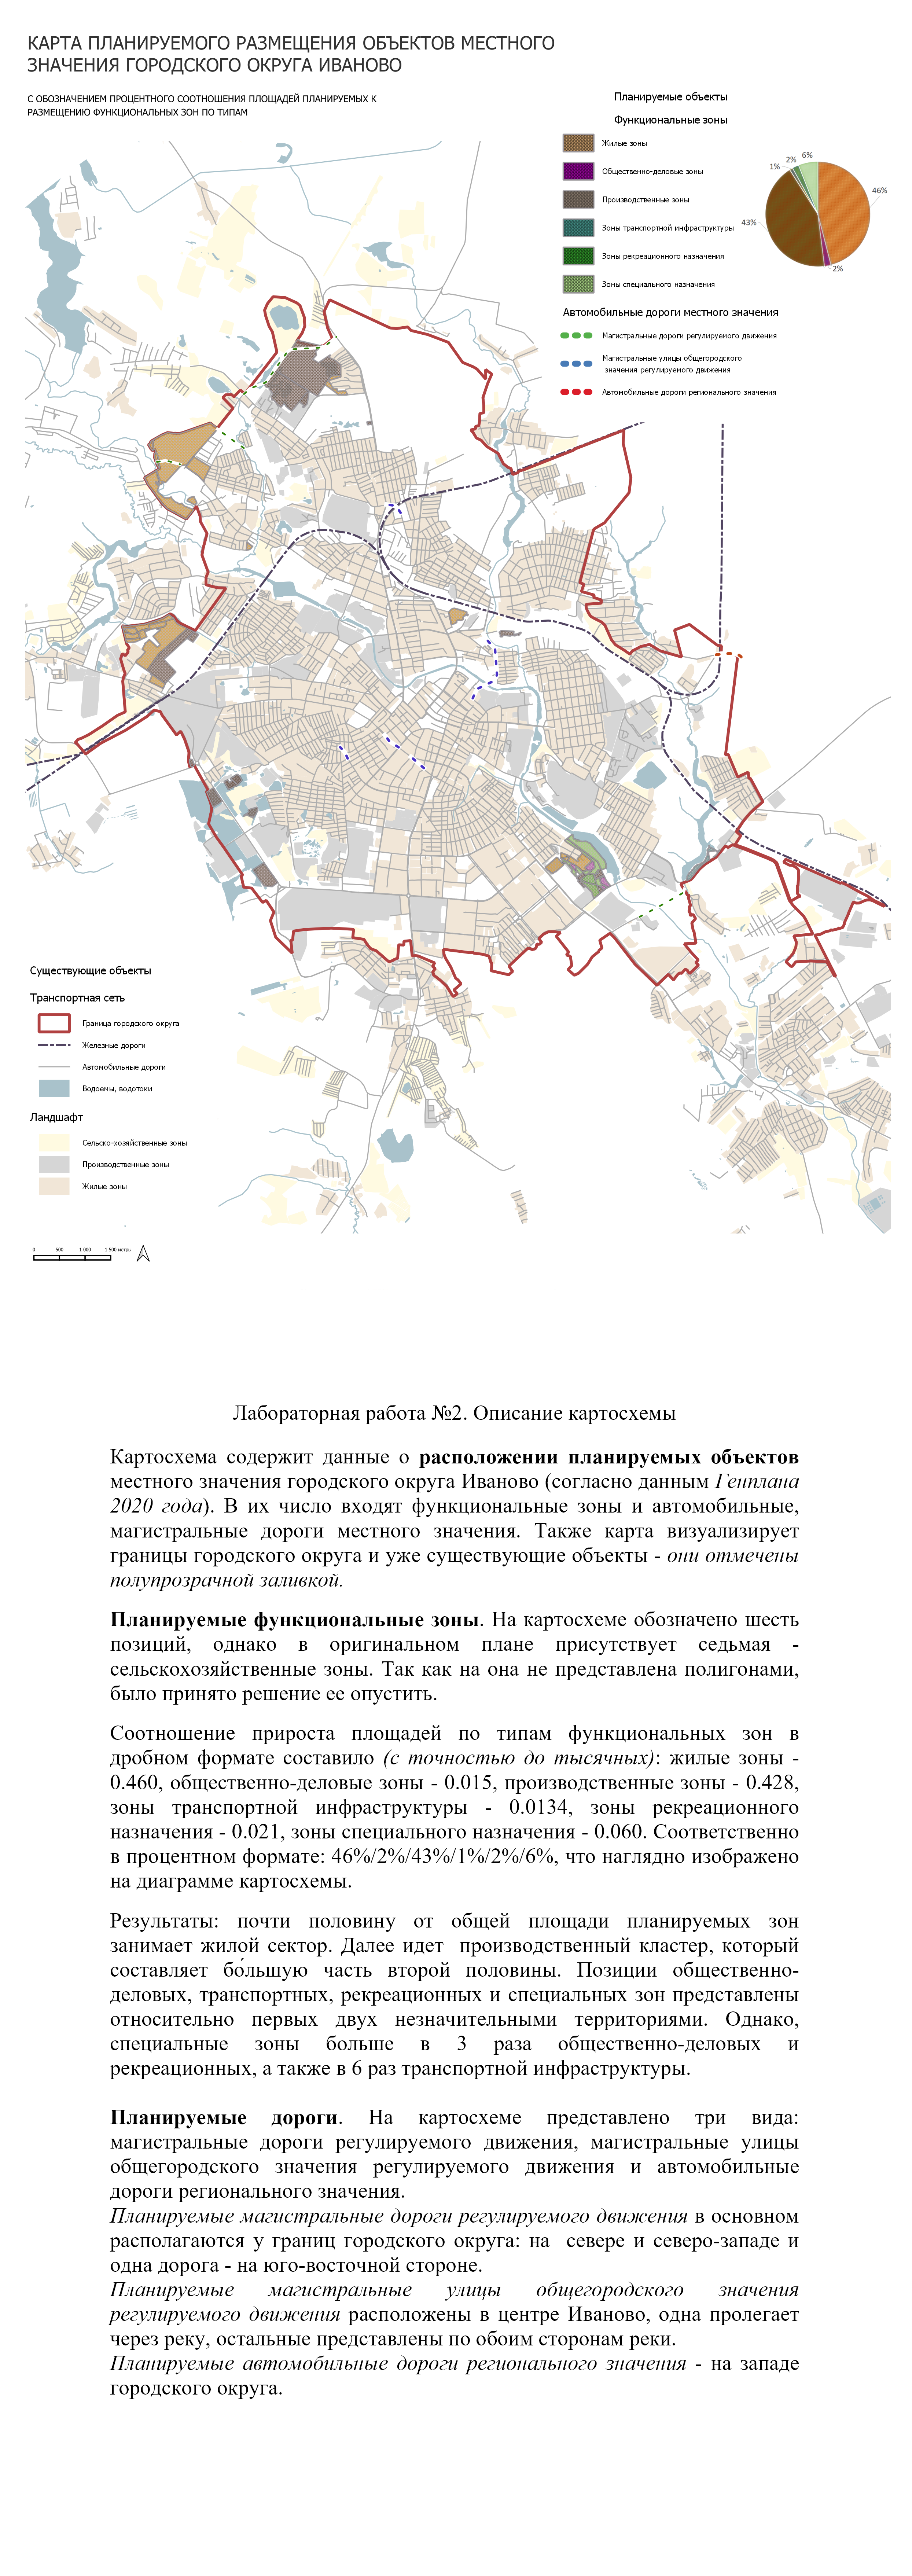 КАРТА ПЛАНИРУЕМОГО РАЗМЕЩЕНИЯ ОБЪЕКТОВ МЕСТНОГО
ЗНАЧЕНИЯ ГОРОДСКОГО ОКРУГА ИВАНОВО
С ОБОЗНАЧЕНИЕМ ПРОЦЕНТНОГО СООТНОШЕНИЯ ПЛОЩАДЕЙ ПЛАНИРУЕМЫХ К
РАЗМЕЩЕНИЮ ФУНКЦИОНАЛЬНЫХ ЗОН ПО ТИПАМ
Планируемые объекты
Функциональные зоны
Жилые зоны
Общественно-деловые зоны
Производственные зоны
Зоны транспортной инфраструктуры
Зоны рекреационного назначения
Зоны специального назначения
6%
2%
1%
46%
43%
2%
Автомобильные дороги местного значения
Магистральные дороги регулируемого движения
Магистральные улицы общегородского
значения регулируемого движения
Автомобильные дороги регионального значения
Существующие объекты
Транспортная сеть
Граница городского округа
Железные дороги
Автомобильные дороги
Водоемы, водотоки
Ландшафт
Сельско-хозяйственные зоны
Производственные зоны
Жилые зоны
0 500 1 000 1 500 метры
Лабораторная работа №2. Описание картосхемы
Картосхема содержит данные о расположении планируемых объектов
местного значения городского округа Иваново (согласно данным Генплана
2020 года). В их число входят функциональные зоны и автомобильные,
магистральные дороги местного значения. Также карта визуализирует
границы городского округа и уже существующие объекты - они отмечены
полупрозрачной заливкой.
Планируемые функциональные зоны. На картосхеме обозначено шесть
позиций, однако в оригинальном плане присутствует седьмая -
сельскохозяйственные зоны. Так как на она не представлена полигонами,
было принято решение ее опустить.
Соотношение прироста площадей по типам функциональных зон в
дробном формате составило (с точностью до тысячных): жилые зоны -
0.460, общественно-деловые зоны - 0.015, производственные зоны - 0.428,
зоны транспортной инфраструктуры - 0.0134, зоны рекреационного
назначения - 0.021, зоны специального назначения - 0.060. Соответственно
в процентном формате: 46%/2%/43%/1%/2%/6%, что наглядно изображено
на диаграмме картосхемы.
Результаты: почти половину от общей площади планируемых зон
занимает жилой сектор. Далее идет производственный кластер, который
составляет бо́льшую часть второй половины. Позиции общественно-
деловых, транспортных, рекреационных и специальных зон представлены
относительно первых двух незначительными территориями. Однако,
специальные зоны больше в 3 раза общественно-деловых и
рекреационных, а также в 6 раз транспортной инфраструктуры.
Планируемые дороги. На картосхеме представлено три вида:
магистральные дороги регулируемого движения, магистральные улицы
общегородского значения регулируемого движения и автомобильные
дороги регионального значения.
Планируемые магистральные дороги регулируемого движения в основном
располагаются у границ городского округа: на севере и северо-западе и
одна дорога - на юго-восточной стороне.
Планируемые магистральные улицы общегородского значения
регулируемого движения расположены в центре Иваново, одна пролегает
через реку, остальные представлены по обоим сторонам реки.
Планируемые автомобильные дороги регионального значения - на западе
городского округа.